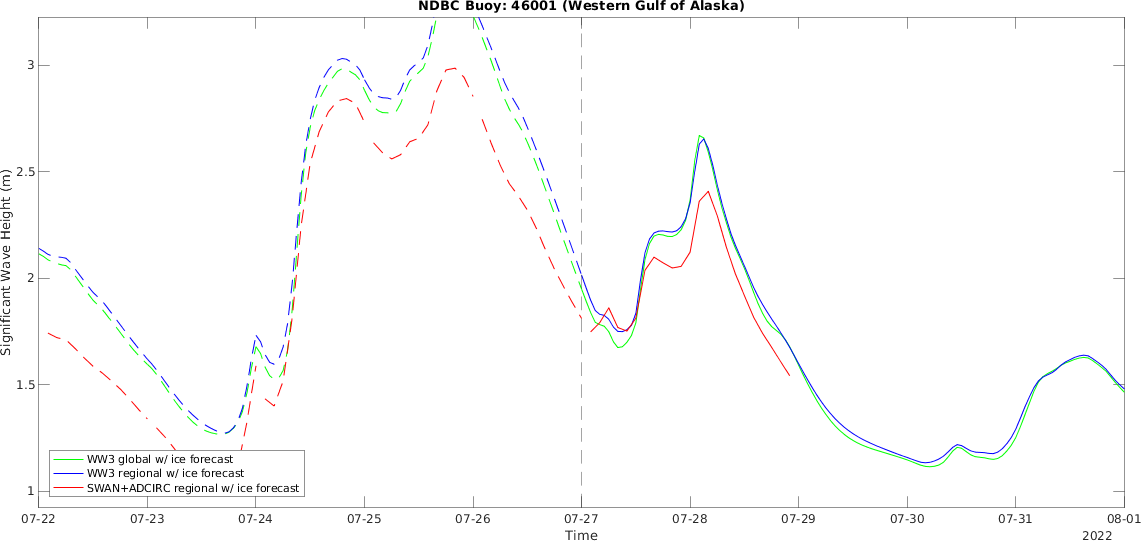 NDBC Buoy: 46001 (Western Gulf of Alaska)
Significant Wave Height (m)
3
2.5
2
1.5
1
WW3 global w/ ice forecast
WW3 regional w/ ice forecast
SWAN+ADCIRC regional w/ ice forecast
07-22 07-23 07-24 07-25 07-26 07-27 07-28 07-29 07-30 07-31 08-01
Time
2022